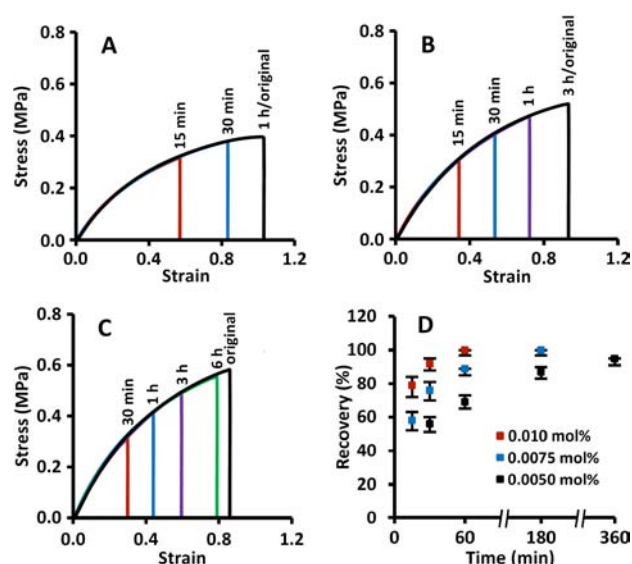 A
Stress (MPa)
0.8
0.6
0.4
0.2
0.0
15 min
30 min
1 h/original
0.0 0.4 0.8 1.2
Strain
B
Stress (MPa)
0.8
0.6
0.4
0.2
0.0
15 min
30 min
1 h
3 h/original
0.0 0.4 0.8 1.2
Strain
C
Stress (MPa)
0.8
0.6
0.4
0.2
0.0
30 min
1 h
3 h
6 h
original
0.0 0.4 0.8 1.2
Strain
D
Recovery (%)
120
100
80
60
40
20
0
0.010 mol%
0.0075 mol%
0.0050 mol%
0 60 180 360
Time (min)